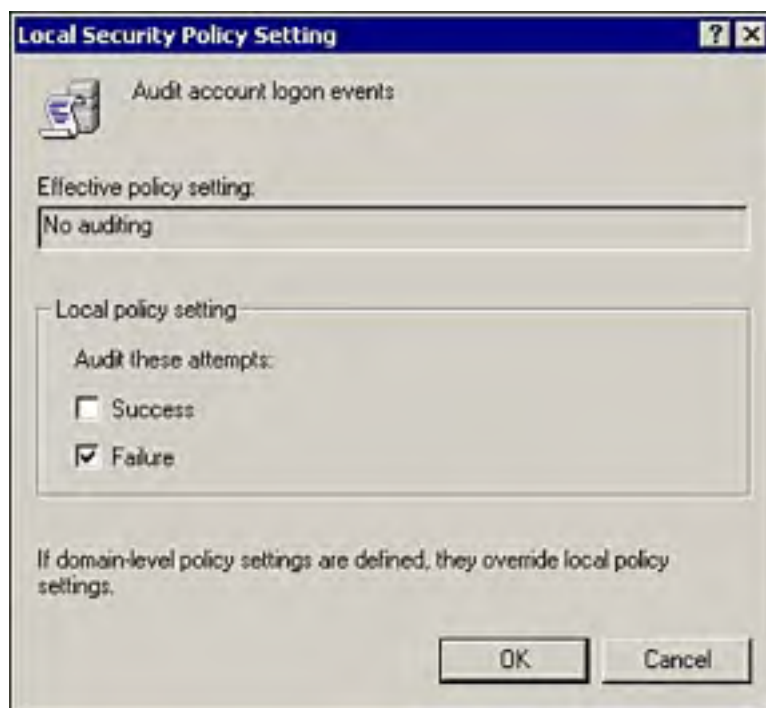 Local Security Policy Setting
Audit account logon events
Effective policy setting:
No auditing
Local policy setting
Audit these attempts:
Success
Failure
If domain-level policy settings are defined, they override local policy
settings.
OK Cancel